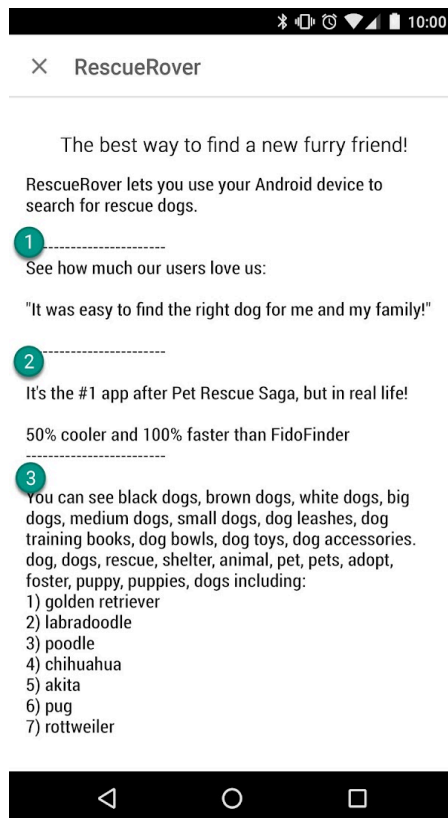 10:00
RescueRover
The best way to find a new furry friend!
RescueRover lets you use your Android device to
search for rescue dogs.
1
----------------------
See how much our users love us:
"It was easy to find the right dog for me and my family!"
----------------------
2
It's the #1 app after Pet Rescue Saga, but in real life!
50% cooler and 100% faster than FidoFinder
-------------------------
3
You can see black dogs, brown dogs, white dogs, big
dogs, medium dogs, small dogs, dog leashes, dog
training books, dog bowls, dog toys, dog accessories.
dog, dogs, rescue, shelter, animal, pet, pets, adopt,
foster, puppy, puppies, dogs including:
1) golden retriever
2) labradoodle
3) poodle
4) chihuahua
5) akita
6) pug
7) rottweiler